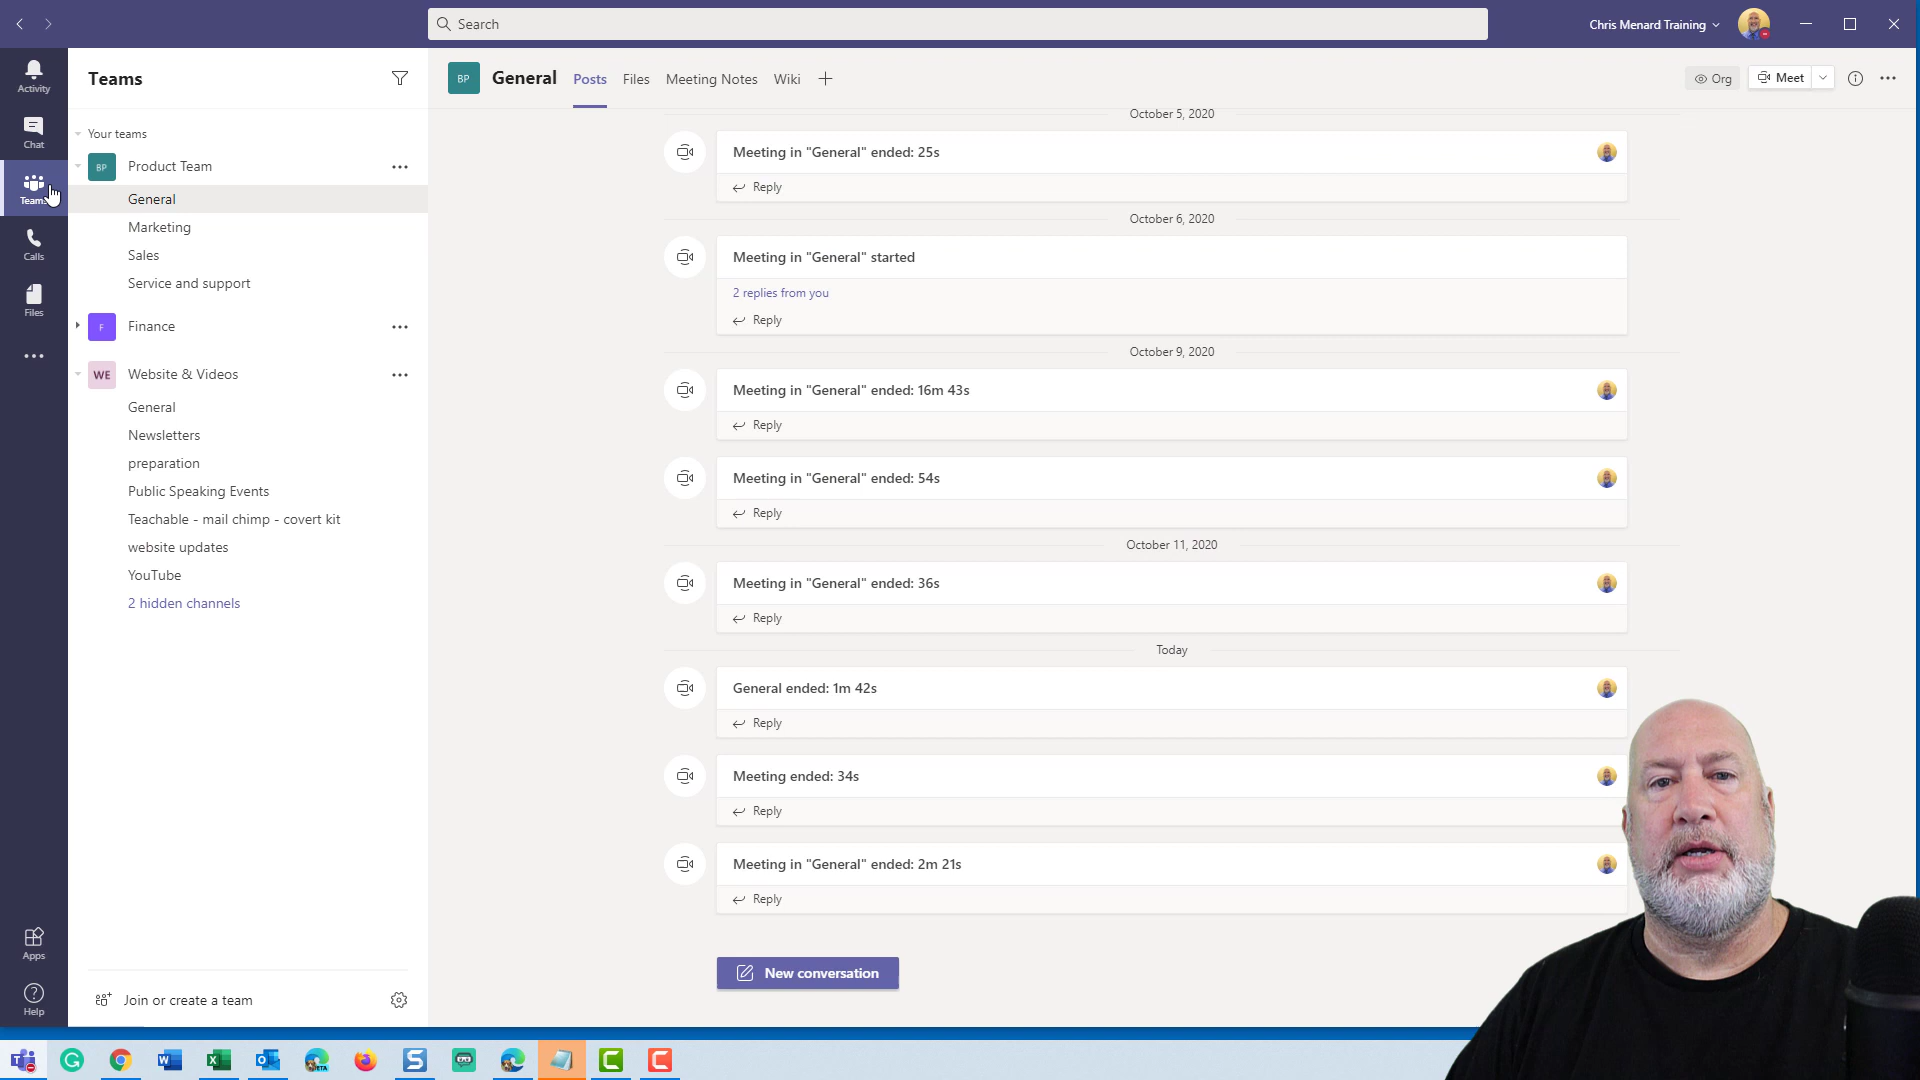 Search
Chris Menard Training
Activity
Chat
Teams
Calls
Files
Apps
Help
Teams
Your teams
BP Product Team
General
Marketing
Sales
Service and support
F Finance
WE Website & Videos
General
Newsletters
preparation
Public Speaking Events
Teachable - mail chimp - covert kit
website updates
YouTube
2 hidden channels
Join or create a team
BP General Posts Files Meeting Notes Wiki
Org Meet
October 5, 2020
Meeting in "General" ended: 25s
Reply
October 6, 2020
Meeting in "General" started
2 replies from you
Reply
October 9, 2020
Meeting in "General" ended: 16m 43s
Reply
Meeting in "General" ended: 54s
Reply
October 11, 2020
Meeting in "General" ended: 36s
Reply
Today
General ended: 1m 42s
Reply
Meeting ended: 34s
Reply
Meeting in "General" ended: 2m 21s
Reply
New conversation